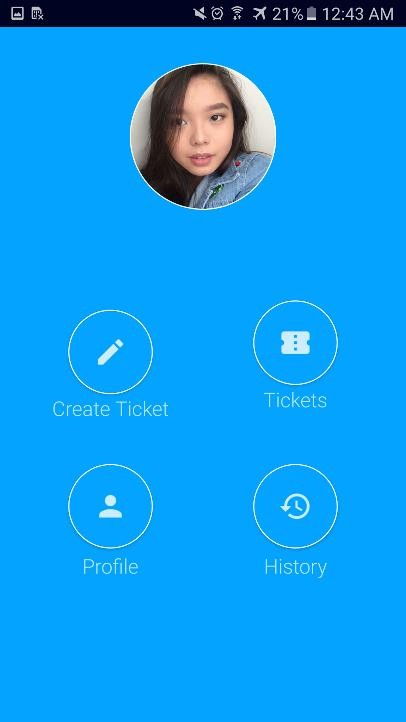 21% 12:43 AM
Create Ticket
Tickets
Profile
History